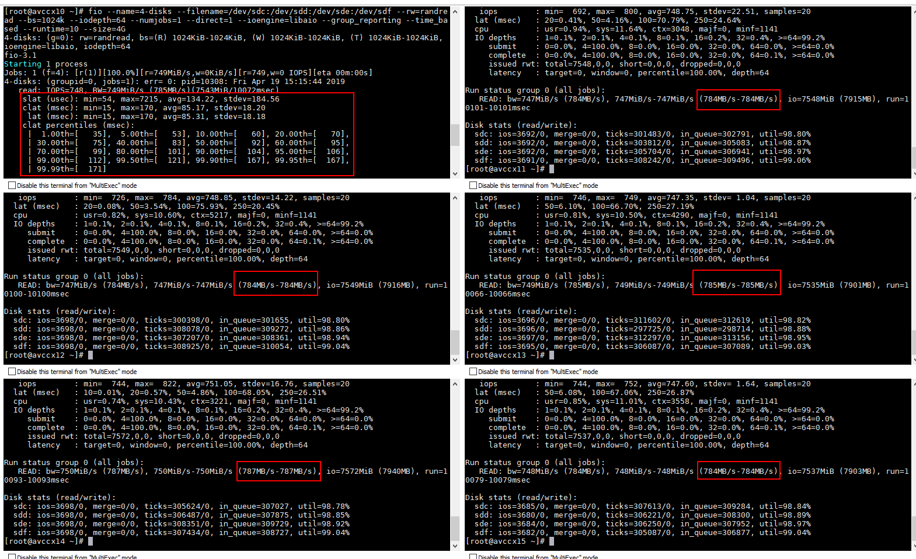 [root@avccx10 ~]# fio --name=4-disks --filename=/dev/sdc:/dev/sdd:/dev/sde:/dev/sdf --rw=randre
ad --bs=1024k --iodepth=64 --numjobs=1 --direct=1 --ioengine=libaio --group_reporting --time_ba
sed --runtime=10 --size=4G
4-disks: (g=0): rw=randread, bs=(R) 1024KiB-1024KiB, (W) 1024KiB-1024KiB, (T) 1024KiB-1024KiB,
ioengine=libaio, iodepth=64
fio-3.1
Starting 1 process
Jobs: 1 (f=4): [r(1)][100.0%][r=749MiB/s,w=0KiB/s][r=749,w=0 IOPS][eta 00m:00s]
4-disks: (groupid=0, jobs=1): err= 0: pid=10308: Fri Apr 19 15:15:44 2019
read: IOPS=748, BW=749MiB/s (785MB/s)(7543MiB/10072msec)
slat (usec): min=54, max=7215, avg=134.22, stdev=184.56
clat (msec): min=15, max=170, avg=85.17, stdev=18.20
lat (msec): min=15, max=170, avg=85.31, stdev=18.18
clat percentiles (msec):
| 1.00th=[ 35], 5.00th=[ 53], 10.00th=[ 60], 20.00th=[ 70],
| 30.00th=[ 75], 40.00th=[ 83], 50.00th=[ 92], 60.00th=[ 95],
| 70.00th=[ 99], 80.00th=[ 101], 90.00th=[ 104], 95.00th=[ 106],
| 99.00th=[ 112], 99.50th=[ 121], 99.90th=[ 167], 99.95th=[ 167],
| 99.99th=[ 171]
Disable this terminal from "MultiExec" mode
iops : min= 692, max= 800, avg=748.75, stdev=22.51, samples=20
lat (msec) : 20=0.41%, 50=4.16%, 100=70.79%, 250=24.64%
cpu : usr=0.94%, sys=11.64%, ctx=3048, majf=0, minf=1141
IO depths : 1=0.1%, 2=0.1%, 4=0.1%, 8=0.1%, 16=0.2%, 32=0.4%, >=64=99.2%
submit : 0=0.0%, 4=100.0%, 8=0.0%, 16=0.0%, 32=0.0%, 64=0.0%, >=64=0.0%
complete : 0=0.0%, 4=100.0%, 8=0.0%, 16=0.0%, 32=0.0%, 64=0.1%, >=64=0.0%
issued rwt: total=7548,0,0, short=0,0,0, dropped=0,0,0
latency : target=0, window=0, percentile=100.00%, depth=64
Run status group 0 (all jobs):
READ: bw=747MiB/s (784MB/s), 747MiB/s-747MiB/s (784MB/s-784MB/s), io=7548MiB (7915MB), run=1
0101-10101msec
Disk stats (read/write):
sdc: ios=3692/0, merge=0/0, ticks=301483/0, in_queue=302791, util=98.80%
sdd: ios=3692/0, merge=0/0, ticks=303812/0, in_queue=305083, util=98.87%
sde: ios=3692/0, merge=0/0, ticks=305704/0, in_queue=306941, util=98.97%
sdf: ios=3691/0, merge=0/0, ticks=308242/0, in_queue=309496, util=99.06%
[root@avccx11 ~]#
Disable this terminal from "MultiExec" mode
iops : min= 726, max= 784, avg=748.85, stdev=14.22, samples=20
lat (msec) : 20=0.08%, 50=3.54%, 100=75.93%, 250=20.45%
cpu : usr=0.82%, sys=10.60%, ctx=5217, majf=0, minf=1141
IO depths : 1=0.1%, 2=0.1%, 4=0.1%, 8=0.1%, 16=0.2%, 32=0.4%, >=64=99.2%
submit : 0=0.0%, 4=100.0%, 8=0.0%, 16=0.0%, 32=0.0%, 64=0.0%, >=64=0.0%
complete : 0=0.0%, 4=100.0%, 8=0.0%, 16=0.0%, 32=0.0%, 64=0.1%, >=64=0.0%
issued rwt: total=7549,0,0, short=0,0,0, dropped=0,0,0
latency : target=0, window=0, percentile=100.00%, depth=64
Run status group 0 (all jobs):
READ: bw=747MiB/s (784MB/s), 747MiB/s-747MiB/s (784MB/s-784MB/s), io=7549MiB (7916MB), run=1
0100-10100msec
Disk stats (read/write):
sdc: ios=3698/0, merge=0/0, ticks=300398/0, in_queue=301655, util=98.80%
sdd: ios=3698/0, merge=0/0, ticks=308078/0, in_queue=309272, util=98.86%
sde: ios=3698/0, merge=0/0, ticks=307207/0, in_queue=308361, util=98.94%
sdf: ios=3698/0, merge=0/0, ticks=308925/0, in_queue=310054, util=99.04%
[root@avccx12 ~]#
Disable this terminal from "MultiExec" mode
iops : min= 746, max= 749, avg=747.35, stdev= 1.04, samples=20
lat (msec) : 50=6.10%, 100=66.70%, 250=27.19%
cpu : usr=0.81%, sys=10.50%, ctx=4290, majf=0, minf=1141
IO depths : 1=0.1%, 2=0.1%, 4=0.1%, 8=0.1%, 16=0.2%, 32=0.4%, >=64=99.2%
submit : 0=0.0%, 4=100.0%, 8=0.0%, 16=0.0%, 32=0.0%, 64=0.0%, >=64=0.0%
complete : 0=0.0%, 4=100.0%, 8=0.0%, 16=0.0%, 32=0.0%, 64=0.1%, >=64=0.0%
issued rwt: total=7535,0,0, short=0,0,0, dropped=0,0,0
latency : target=0, window=0, percentile=100.00%, depth=64
Run status group 0 (all jobs):
READ: bw=749MiB/s (785MB/s), 749MiB/s-749MiB/s (785MB/s-785MB/s), io=7535MiB (7901MB), run=1
0066-10066msec
Disk stats (read/write):
sdc: ios=3696/0, merge=0/0, ticks=311602/0, in_queue=312619, util=98.82%
sdd: ios=3696/0, merge=0/0, ticks=297725/0, in_queue=298714, util=98.88%
sde: ios=3697/0, merge=0/0, ticks=312297/0, in_queue=313156, util=98.95%
sdf: ios=3695/0, merge=0/0, ticks=306087/0, in_queue=307089, util=99.03%
[root@avccx13 ~]#
Disable this terminal from "MultiExec" mode
iops : min= 744, max= 822, avg=751.05, stdev=16.76, samples=20
lat (msec) : 10=0.01%, 20=0.57%, 50=4.86%, 100=68.05%, 250=26.51%
cpu : usr=0.74%, sys=10.43%, ctx=3221, majf=0, minf=1141
IO depths : 1=0.1%, 2=0.1%, 4=0.1%, 8=0.1%, 16=0.2%, 32=0.4%, >=64=99.2%
submit : 0=0.0%, 4=100.0%, 8=0.0%, 16=0.0%, 32=0.0%, 64=0.0%, >=64=0.0%
complete : 0=0.0%, 4=100.0%, 8=0.0%, 16=0.0%, 32=0.0%, 64=0.1%, >=64=0.0%
issued rwt: total=7572,0,0, short=0,0,0, dropped=0,0,0
latency : target=0, window=0, percentile=100.00%, depth=64
Run status group 0 (all jobs):
READ: bw=750MiB/s (787MB/s), 750MiB/s-750MiB/s (787MB/s-787MB/s), io=7572MiB (7940MB), run=1
0093-10093msec
Disk stats (read/write):
sdc: ios=3698/0, merge=0/0, ticks=305624/0, in_queue=307027, util=98.78%
sdd: ios=3698/0, merge=0/0, ticks=306487/0, in_queue=307875, util=98.85%
sde: ios=3698/0, merge=0/0, ticks=308351/0, in_queue=309729, util=98.92%
sdf: ios=3698/0, merge=0/0, ticks=307434/0, in_queue=308727, util=99.04%
[root@avccx14 ~]#
Disable this terminal from "MultiExec" mode
iops : min= 744, max= 752, avg=747.60, stdev= 1.64, samples=20
lat (msec) : 50=6.08%, 100=67.06%, 250=26.87%
cpu : usr=0.85%, sys=11.01%, ctx=3558, majf=0, minf=1141
IO depths : 1=0.1%, 2=0.1%, 4=0.1%, 8=0.1%, 16=0.2%, 32=0.4%, >=64=99.2%
submit : 0=0.0%, 4=100.0%, 8=0.0%, 16=0.0%, 32=0.0%, 64=0.0%, >=64=0.0%
complete : 0=0.0%, 4=100.0%, 8=0.0%, 16=0.0%, 32=0.0%, 64=0.1%, >=64=0.0%
issued rwt: total=7537,0,0, short=0,0,0, dropped=0,0,0
latency : target=0, window=0, percentile=100.00%, depth=64
Run status group 0 (all jobs):
READ: bw=748MiB/s (784MB/s), 748MiB/s-748MiB/s (784MB/s-784MB/s), io=7537MiB (7903MB), run=1
0079-10079msec
Disk stats (read/write):
sdc: ios=3685/0, merge=0/0, ticks=307613/0, in_queue=309284, util=98.84%
sdd: ios=3680/0, merge=0/0, ticks=306221/0, in_queue=308300, util=98.89%
sde: ios=3684/0, merge=0/0, ticks=306250/0, in_queue=307952, util=98.97%
sdf: ios=3682/0, merge=0/0, ticks=305087/0, in_queue=306877, util=99.04%
[root@avccx15 ~]#
Disable this terminal from "MultiExec" mode